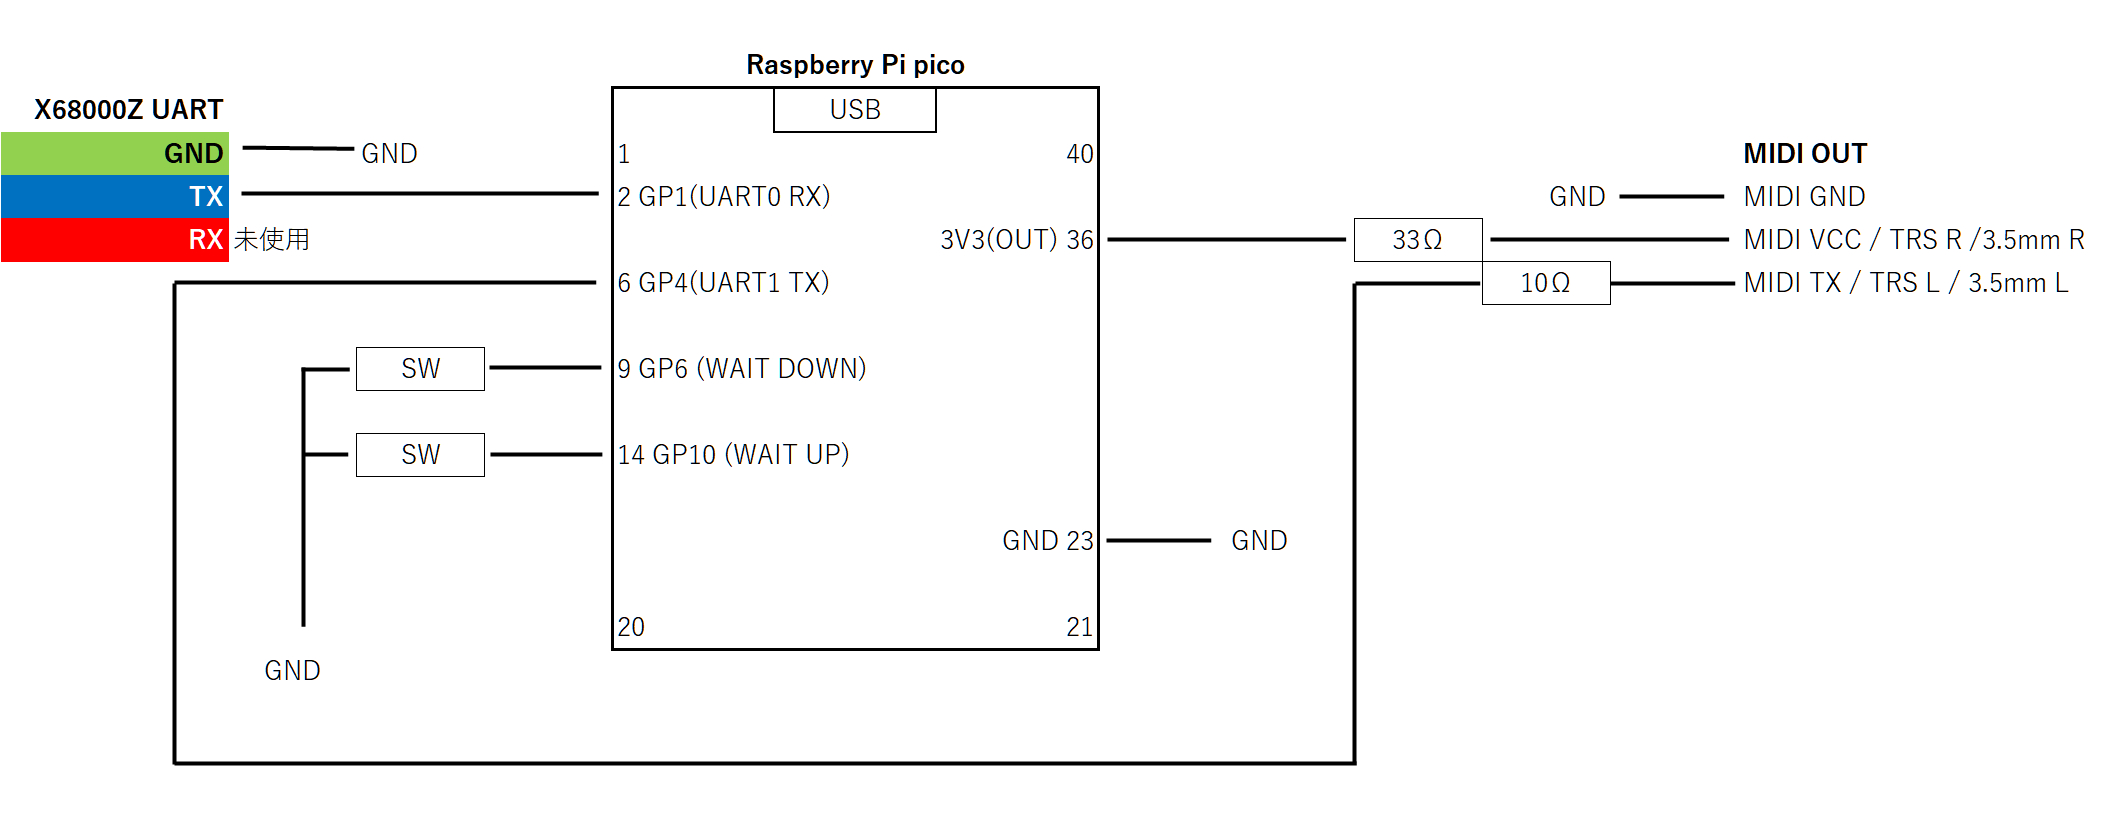 Raspberry Pi pico
USB
X68000Z UART
GND
GND
TX
RX 未使用
1
2 GP1(UART0 RX)
6 GP4(UART1 TX)
9 GP6 (WAIT DOWN)
14 GP10 (WAIT UP)
20
40
3V3(OUT) 36
GND 23
21
SW
SW
GND
GND
33Ω
10Ω
MIDI OUT
GND
MIDI GND
MIDI VCC / TRS R /3.5mm R
MIDI TX / TRS L / 3.5mm L